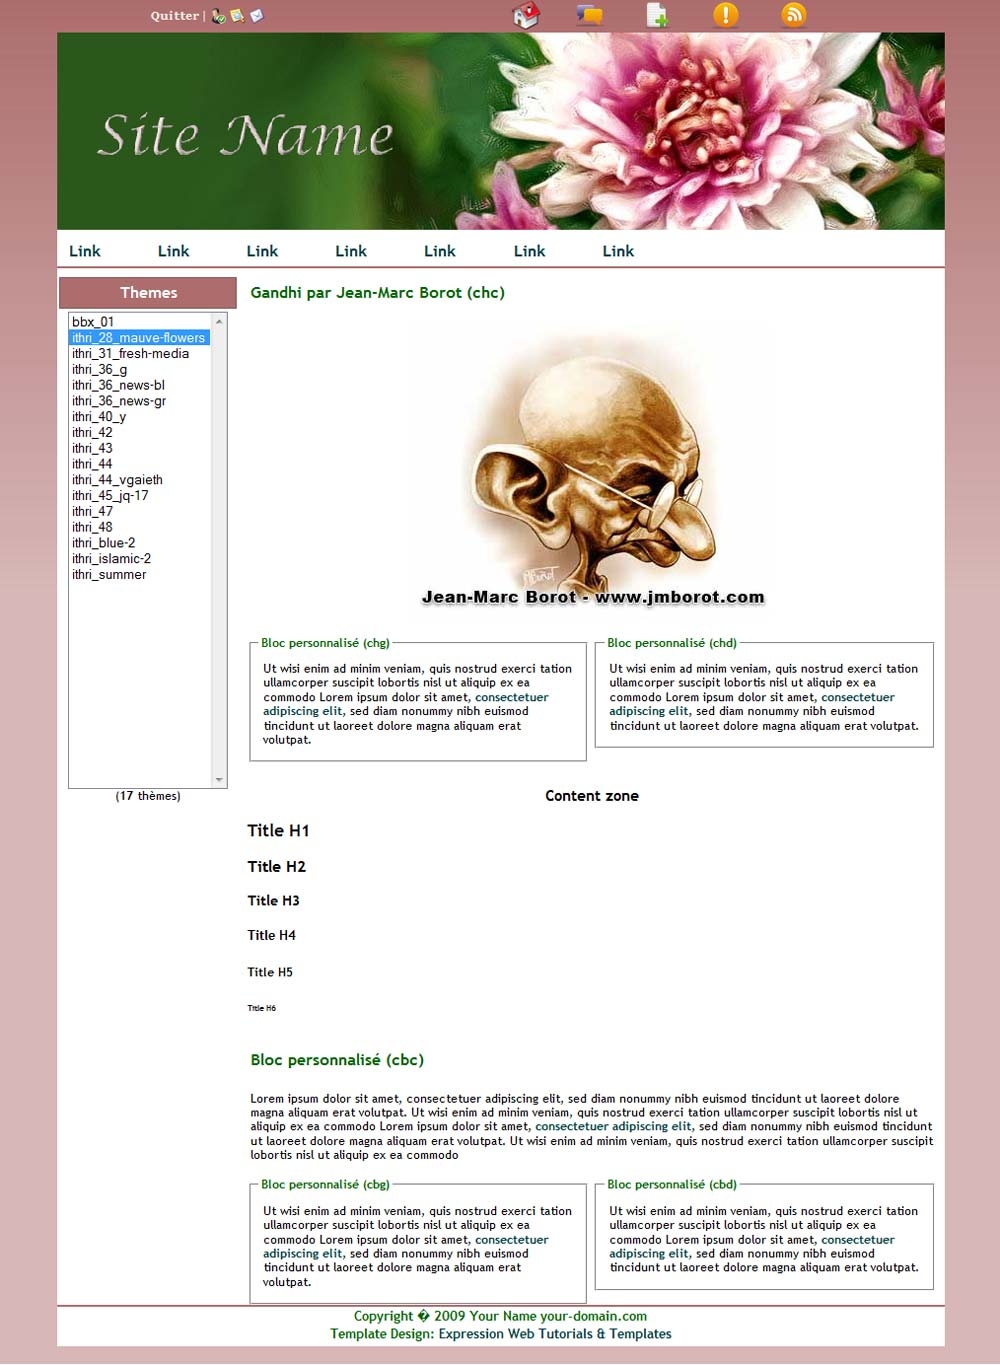 Quitter |
Site Name
Link Link Link Link Link Link Link
Themes
bbx_01
ithri_28_mauve-flowers
ithri_31_fresh-media
ithri_36_g
ithri_36_news-bl
ithri_36_news-gr
ithri_40_y
ithri_42
ithri_43
ithri_44
ithri_44_vgaieth
ithri_45_jq-17
ithri_47
ithri_48
ithri_blue-2
ithri_islamic-2
ithri_summer
(17 thèmes)
Gandhi par Jean-Marc Borot (chc)
Jean-Marc Borot - www.jmborot.com
Bloc personnalisé (chg)
Ut wisi enim ad minim veniam, quis nostrud exerci tation
ullamcorper suscipit lobortis nisl ut aliquip ex ea
commodo Lorem ipsum dolor sit amet, consectetuer
adipiscing elit, sed diam nonummy nibh euismod
tincidunt ut laoreet dolore magna aliquam erat
volutpat.
Bloc personnalisé (chd)
Ut wisi enim ad minim veniam, quis nostrud exerci tation
ullamcorper suscipit lobortis nisl ut aliquip ex ea
commodo Lorem ipsum dolor sit amet, consectetuer
adipiscing elit, sed diam nonummy nibh euismod
tincidunt ut laoreet dolore magna aliquam erat volutpat.
Content zone
Title H1
Title H2
Title H3
Title H4
Title H5
Title H6
Bloc personnalisé (cbc)
Lorem ipsum dolor sit amet, consectetuer adipiscing elit, sed diam nonummy nibh euismod tincidunt ut laoreet dolore
magna aliquam erat volutpat. Ut wisi enim ad minim veniam, quis nostrud exerci tation ullamcorper suscipit lobortis nisl ut
aliquip ex ea commodo Lorem ipsum dolor sit amet, consectetuer adipiscing elit, sed diam nonummy nibh euismod tincidunt
ut laoreet dolore magna aliquam erat volutpat. Ut wisi enim ad minim veniam, quis nostrud exerci tation ullamcorper suscipit
lobortis nisl ut aliquip ex ea commodo
Bloc personnalisé (cbg)
Ut wisi enim ad minim veniam, quis nostrud exerci tation
ullamcorper suscipit lobortis nisl ut aliquip ex ea
commodo Lorem ipsum dolor sit amet, consectetuer
adipiscing elit, sed diam nonummy nibh euismod
tincidunt ut laoreet dolore magna aliquam erat
volutpat.
Bloc personnalisé (cbd)
Ut wisi enim ad minim veniam, quis nostrud exerci tation
ullamcorper suscipit lobortis nisl ut aliquip ex ea
commodo Lorem ipsum dolor sit amet, consectetuer
adipiscing elit, sed diam nonummy nibh euismod
tincidunt ut laoreet dolore magna aliquam erat volutpat.
Copyright � 2009 Your Name your-domain.com
Template Design: Expression Web Tutorials & Templates